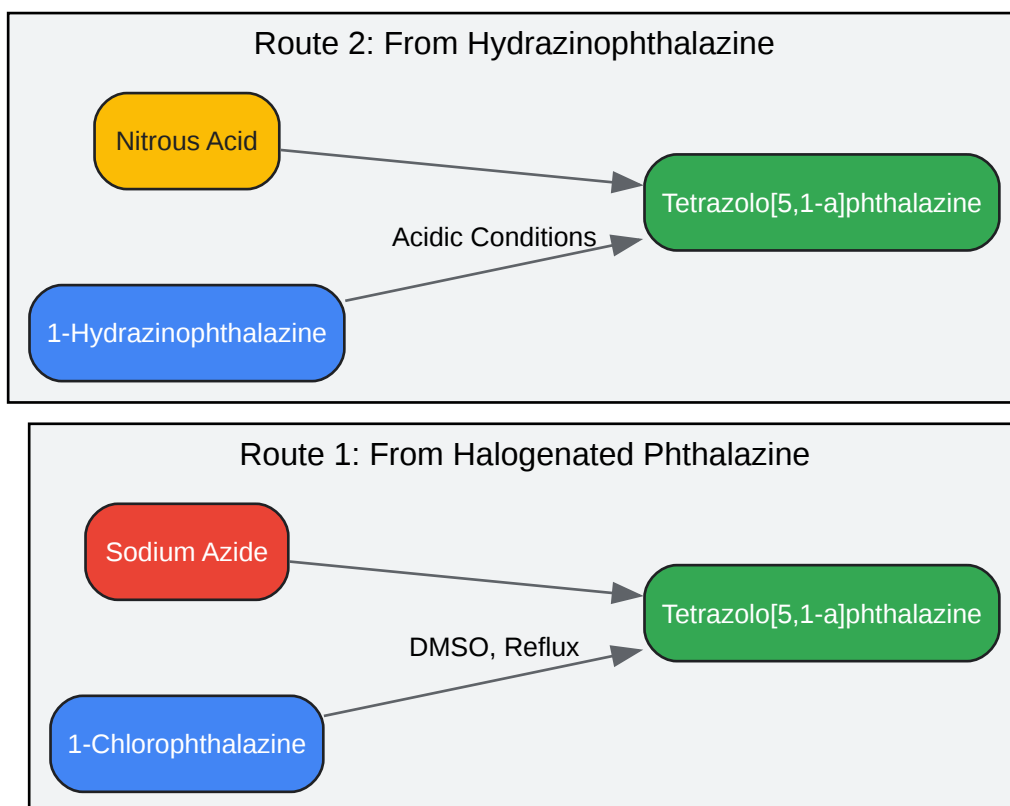 Route 2: From Hydrazinophthalazine
Nitrous Acid
Tetrazolo[5,1-a]phthalazine
Acidic Conditions
1-Hydrazinophthalazine
Route 1: From Halogenated Phthalazine
Sodium Azide
Tetrazolo[5,1-a]phthalazine
DMSO, Reflux
1-Chlorophthalazine